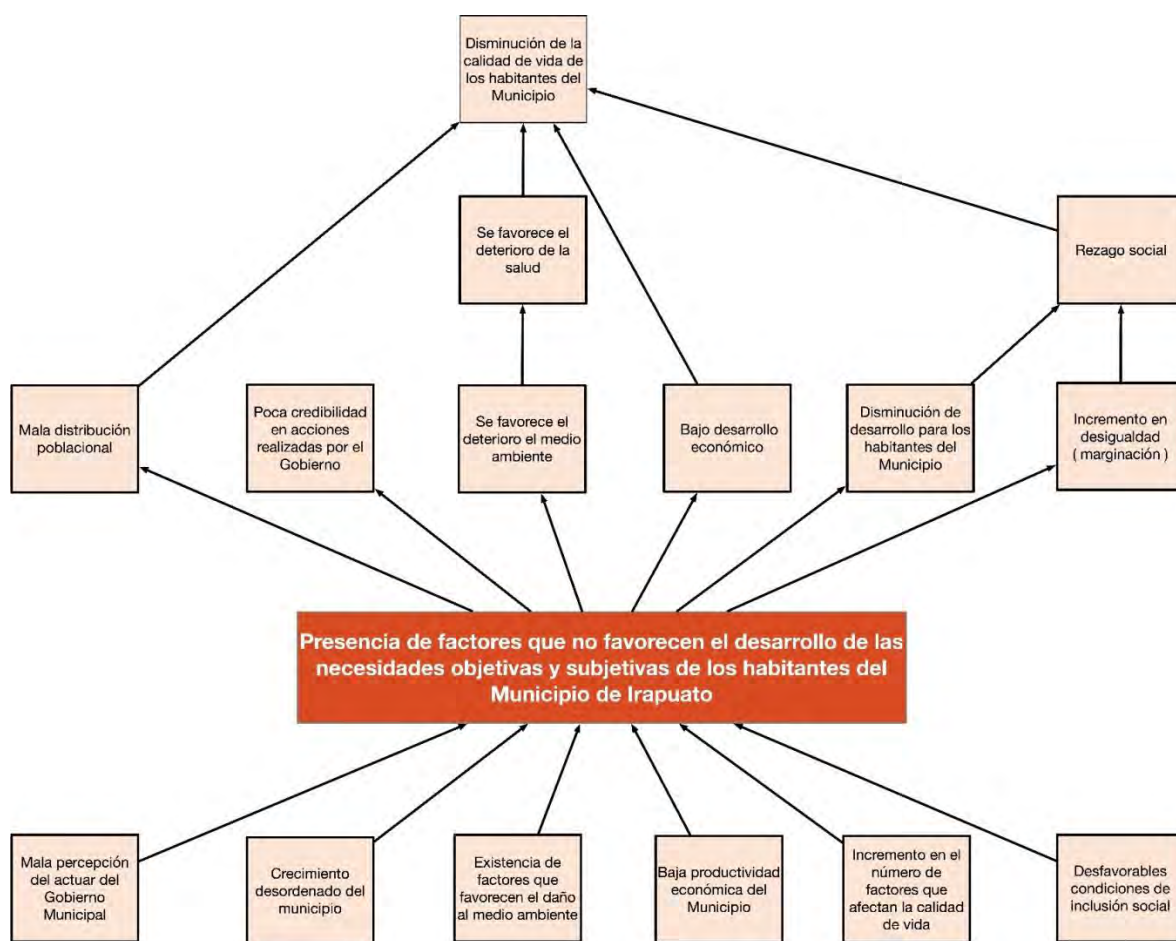 Disminución de la
calidad de vida de
los habitantes del
Municipio
Se favorece el
deterioro de la
salud
Rezago social
Mala distribución
poblacional
Poca credibilidad
en acciones
realizadas por el
Gobierno
Se favorece el
deterioro el medio
ambiente
Bajo desarrollo
económico
Disminución de
desarrollo para los
habitantes del
Municipio
Incremento en
desigualdad
( marginación )
Presencia de factores que no favorecen el desarrollo de las
necesidades objetivas y subjetivas de los habitantes del
Municipio de Irapuato
Mala percepción
del actuar del
Gobierno
Municipal
Crecimiento
desordenado del
municipio
Existencia de
factores que
favorecen el daño
al medio ambiente
Baja productividad
económica del
Municipio
Incremento en el
número de
factores que
afectan la calidad
de vida
Desfavorables
condiciones de
inclusión social